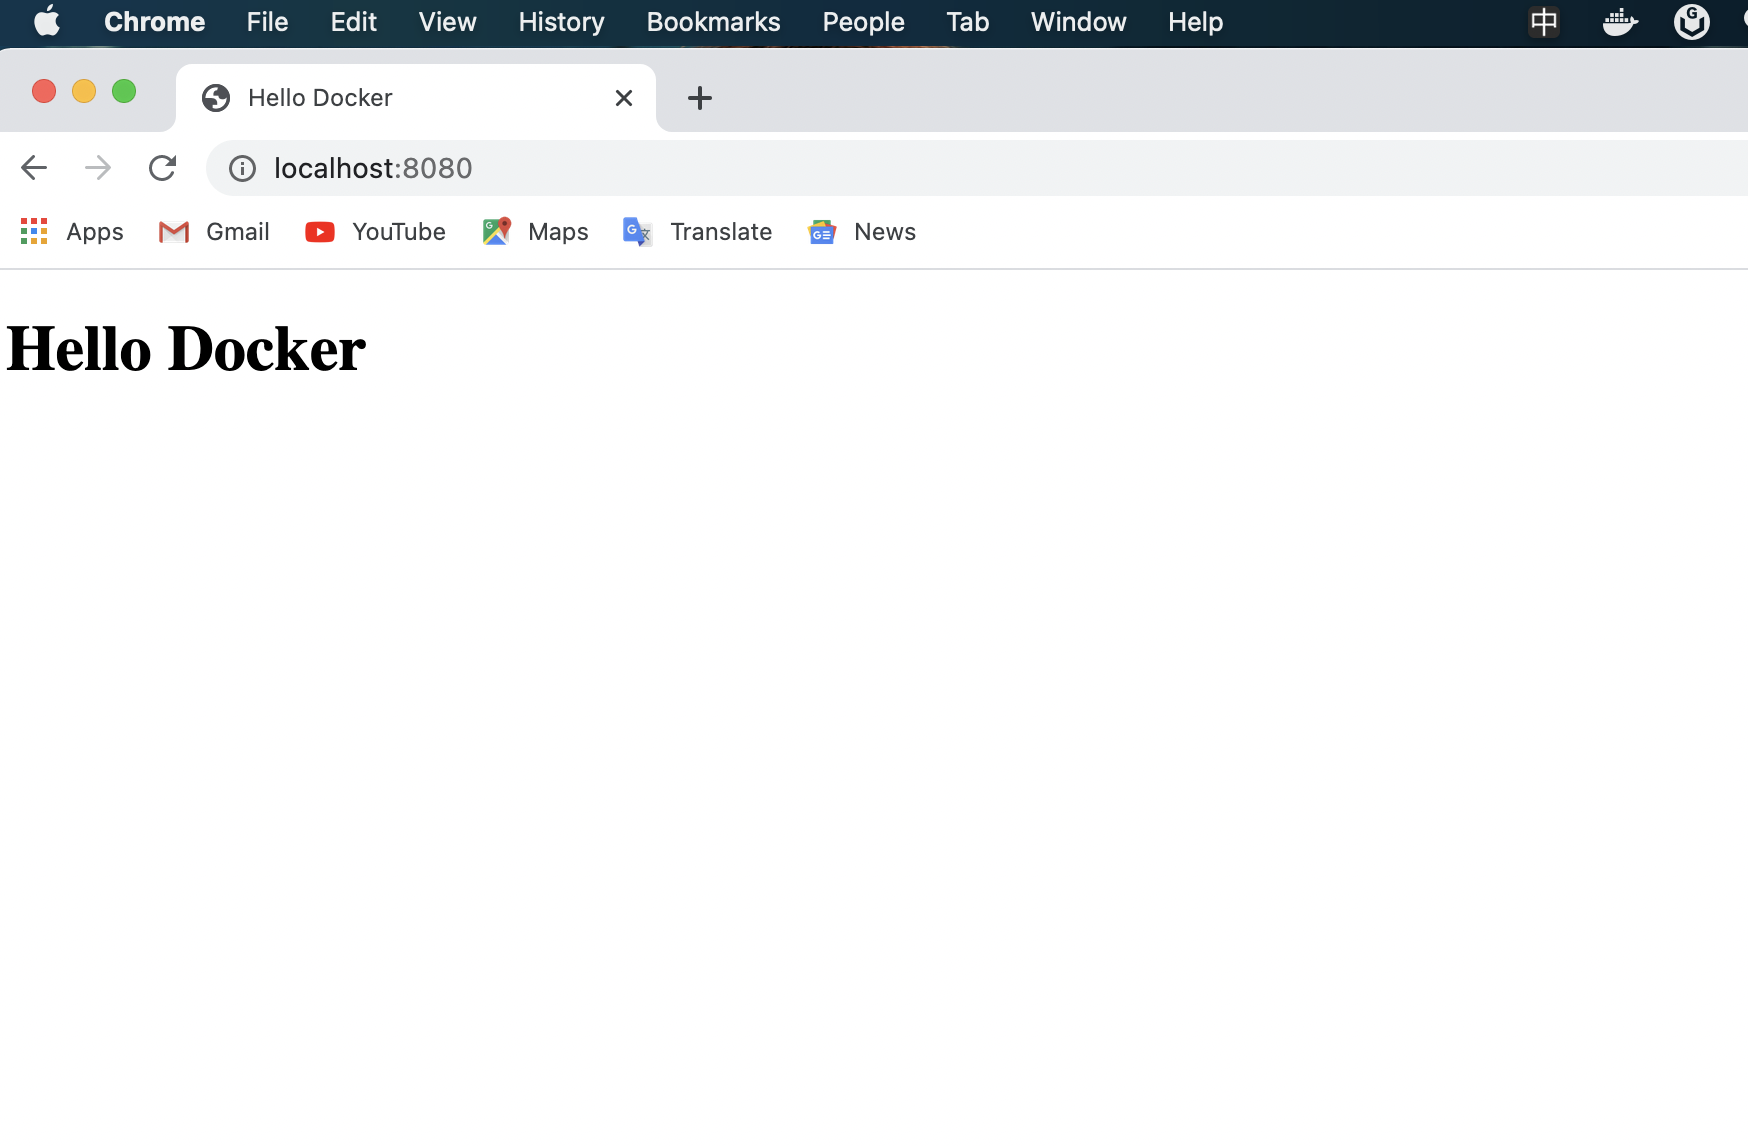 Chrome File Edit View History Bookmarks People Tab Window Help 中
Hello Docker
localhost:8080
Apps Gmail YouTube Maps Translate News
Hello Docker